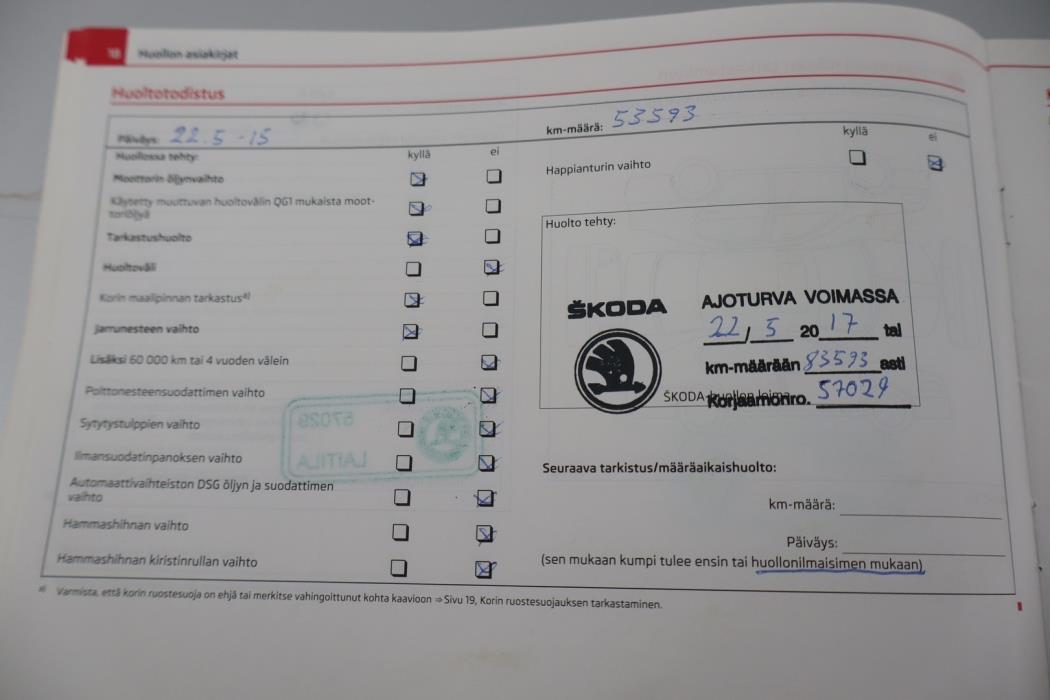 18 Huollon asiakirjat
Huoltotodistus
Päiväys: 22.5 -15
km-määrä: 53593
Huollossa tehty: kyllä ei
Moottorin öljynvaihto
Käytetty muuttuvan huoltovälin QG1 mukaista moot-
toriöljyä
Tarkastushuolto
Huoltoväli
Korin maalipinnan tarkastus a)
Jarrunesteen vaihto
Lisäksi 60 000 km tai 4 vuoden välein
Polttonesteensuodattimen vaihto
Sytytystulppien vaihto
Ilmansuodatinpanoksen vaihto
Automaattivaihteiston DSG öljyn ja suodattimen
vaihto
Hammashihnan vaihto
Hammashihnan kiristinrullan vaihto
57029
LAITILA
kyllä ei
Happianturin vaihto
Huolto tehty:
ŠKODA
AJOTURVA VOIMASSA
22/5 2017 tai
km-määrään 83593 asti
ŠKODA-huollon leima
Korjaamonro. 57029
Seuraava tarkistus/määräaikaishuolto:
km-määrä:
Päiväys:
(sen mukaan kumpi tulee ensin tai huollonilmaisimen mukaan)
a) Varmista, että korin ruostesuoja on ehjä tai merkitse vahingoittunut kohta kaavioon ⇒ Sivu 19, Korin ruostesuojauksen tarkastaminen.